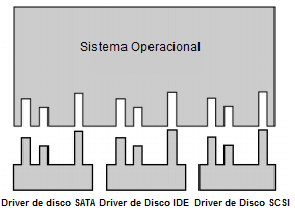 Sistema Operacional
Driver de disco SATA Driver de Disco IDE Driver de Disco SCSI